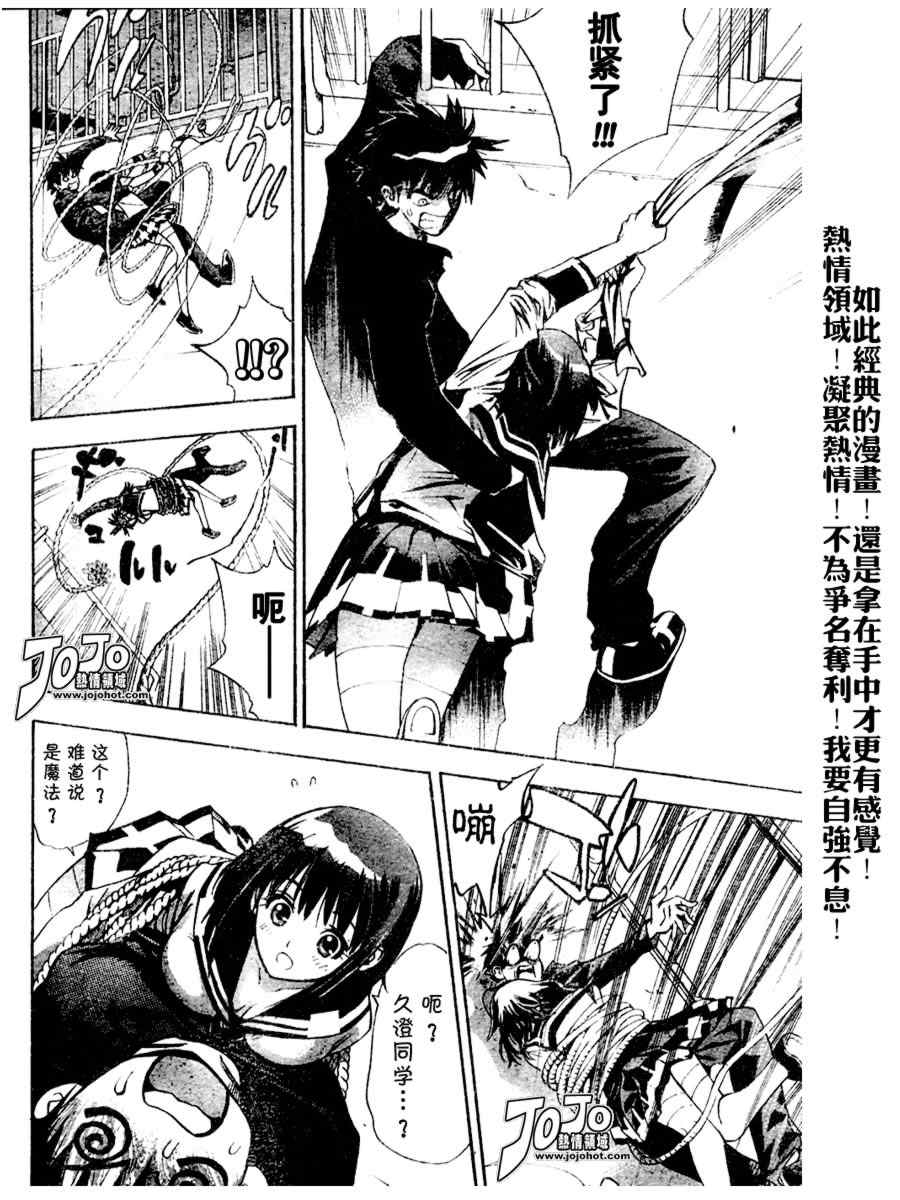 抓紧了!!!
!!!?
呃—
嘣
呃？
久澄同学…？
这个？
难道说
是魔法？
如此經典的漫畫！還是拿在手中才更有感覺！
熱情領域！凝聚熱情！不為爭名奪利！我要自強不息！
JOJO
熱情領域
www.jojohot.com
JOJO
熱情領域
www.jojohot.com